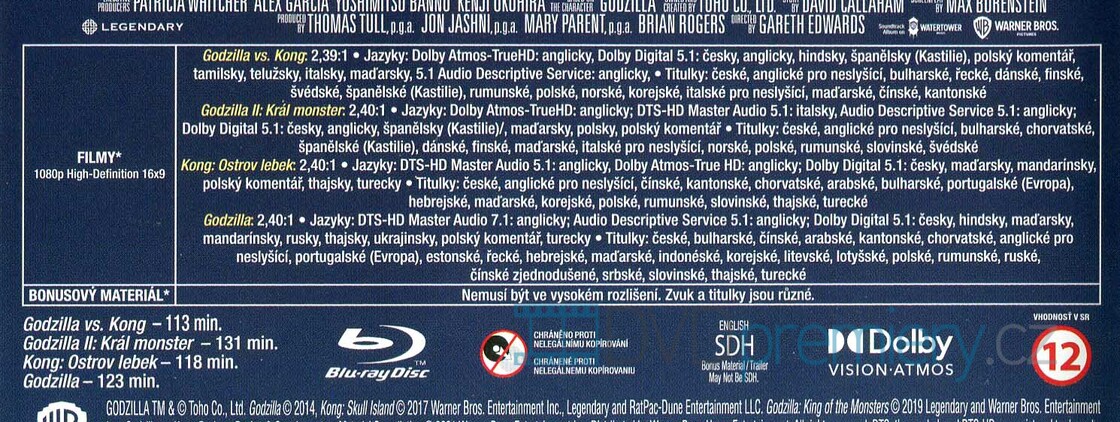 PRODUCERS PATRICIA WHITCHER ALEX GARCIA YOSHIMITSU BANNO KENJI OKUHIRA THE CHARACTER GODZILLA TOHO CO., LTD. BY DAVID CALLAHAM BY MAX BORENSTEIN
LEGENDARY
PRODUCED BY THOMAS TULL, p.g.a. JON JASHNI, p.g.a. MARY PARENT, p.g.a. BRIAN ROGERS DIRECTED BY GARETH EDWARDS
Soundtrack Album on WATERTOWER
WARNER BROS. PICTURES
FILMY*
1080p High-Definition 16x9
Godzilla vs. Kong: 2,39:1 • Jazyky: Dolby Atmos-TrueHD: anglicky, Dolby Digital 5.1: česky, anglicky, hindsky, španělsky (Kastilie), polský komentář,
tamilsky, telužsky, italsky, maďarsky, 5.1 Audio Descriptive Service: anglicky, • Titulky: české, anglické pro neslyšící, bulharské, řecké, dánské, finské,
švédské, španělské (Kastilie), rumunské, polské, norské, korejské, italské pro neslyšící, maďarské, čínské, kantonské
Godzilla II: Král monster: 2,40:1 • Jazyky: Dolby Atmos-TrueHD: anglicky; DTS-HD Master Audio 5.1: italsky, Audio Descriptive Service 5.1: anglicky;
Dolby Digital 5.1: česky, anglicky, španělsky (Kastilie)/, maďarsky, polsky, polský komentář • Titulky: české, anglické pro neslyšící, bulharské, chorvatské,
španělské (Kastilie), dánské, finské, maďarské, italské pro neslyšící, norské, polské, rumunské, slovinské, švédské
Kong: Ostrov lebek: 2,40:1 • Jazyky: DTS-HD Master Audio 5.1: anglicky, Dolby Atmos-True HD: anglicky; Dolby Digital 5.1: česky, maďarsky, mandarínsky,
polský komentář, thajsky, turecky • Titulky: české, anglické pro neslyšící, čínské, kantonské, chorvatské, arabské, bulharské, portugalské (Evropa),
hebrejské, maďarské, korejské, polské, rumunské, slovinské, thajské, turecké
Godzilla: 2,40:1 • Jazyky: DTS-HD Master Audio 7.1: anglicky; Audio Descriptive Service 5.1: anglicky; Dolby Digital 5.1: česky, hindsky, maďarsky,
mandarínsky, rusky, thajsky, ukrajinsky, polský komentář, turecky • Titulky: české, bulharské, čínské, arabské, kantonské, chorvatské, anglické pro
neslyšící, portugalské (Evropa), estonské, řecké, hebrejské, maďarské, indonéské, korejské, litevské, lotyšské, polské, rumunské, ruské,
čínské zjednodušené, srbské, slovinské, thajské, turecké
BONUSOVÝ MATERIÁL*
Nemusí být ve vysokém rozlišení. Zvuk a titulky jsou různé.
Godzilla vs. Kong – 113 min.
Godzilla II: Král monster – 131 min.
Kong: Ostrov lebek – 118 min.
Godzilla – 123 min.
Blu-ray Disc™
CHRÁNĚNO PROTI
NELEGÁLNÍMU KOPÍROVÁNÍ
CHRÁNENÉ PROTI
NELEGÁLNEMU KOPÍROVANIU
ENGLISH
SDH
Bonus Material/Trailer
May Not Be SDH.
Dolby
VISION·ATMOS
VHODNOSŤ V SR
12
DVDpremiery.cz
GODZILLA TM & © Toho Co., Ltd. Godzilla © 2014, Kong: Skull Island © 2017 Warner Bros. Entertainment Inc., Legendary and RatPac-Dune Entertainment LLC. Godzilla: King of the Monsters © 2019 Legendary and Warner Bros. Entertainment